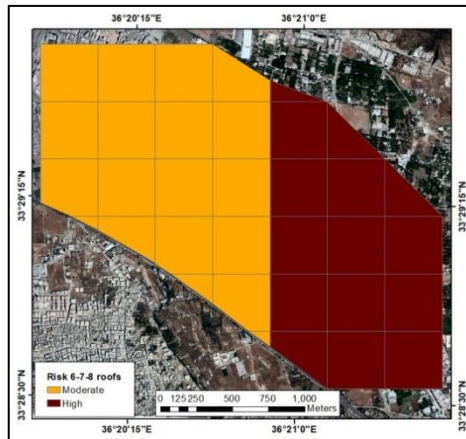 36°20'15"E 36°21'0"E
33°29'15"N
33°29'15"N
Risk 6-7-8 roofs
Moderate
High
0 125 250 500 750 1,000
Meters
33°28'30"N
33°28'30"N
36°20'15"E 36°21'0"E